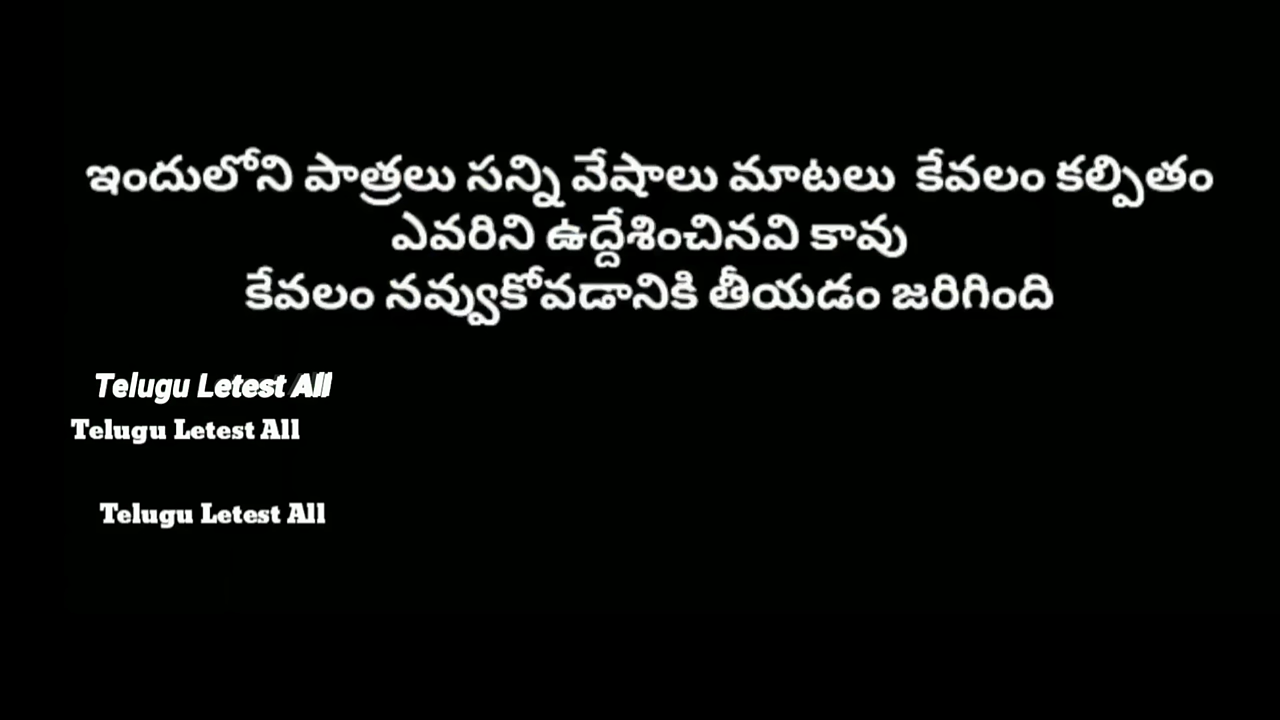 ఇందులోని పాత్రలు సన్ని వేషాలు మాటలు కేవలం కల్పితం
ఎవరిని ఉద్దేశించినవి కావు
కేవలం నవ్వుకోవడానికి తీయడం జరిగింది
Telugu Letest All
Telugu Letest All
Telugu Letest All